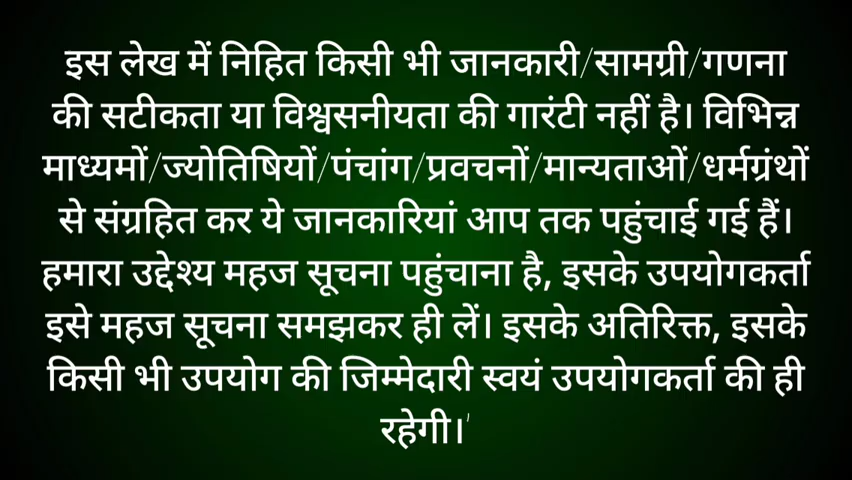 इस लेख में निहित किसी भी जानकारी/सामग्री/गणना
की सटीकता या विश्वसनीयता की गारंटी नहीं है। विभिन्न
माध्यमों/ज्योतिषियों/पंचांग/प्रवचनों/मान्यताओं/धर्मग्रंथों
से संग्रहित कर ये जानकारियां आप तक पहुंचाई गई हैं।
हमारा उद्देश्य महज सूचना पहुंचाना है, इसके उपयोगकर्ता
इसे महज सूचना समझकर ही लें। इसके अतिरिक्त, इसके
किसी भी उपयोग की जिम्मेदारी स्वयं उपयोगकर्ता की ही
रहेगी।'